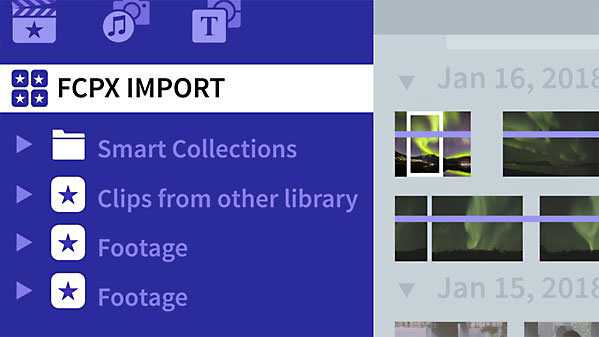 T
FCPX IMPORT
Smart Collections
Clips from other library
Footage
Footage
Jan 16, 2018
Jan 15, 2018